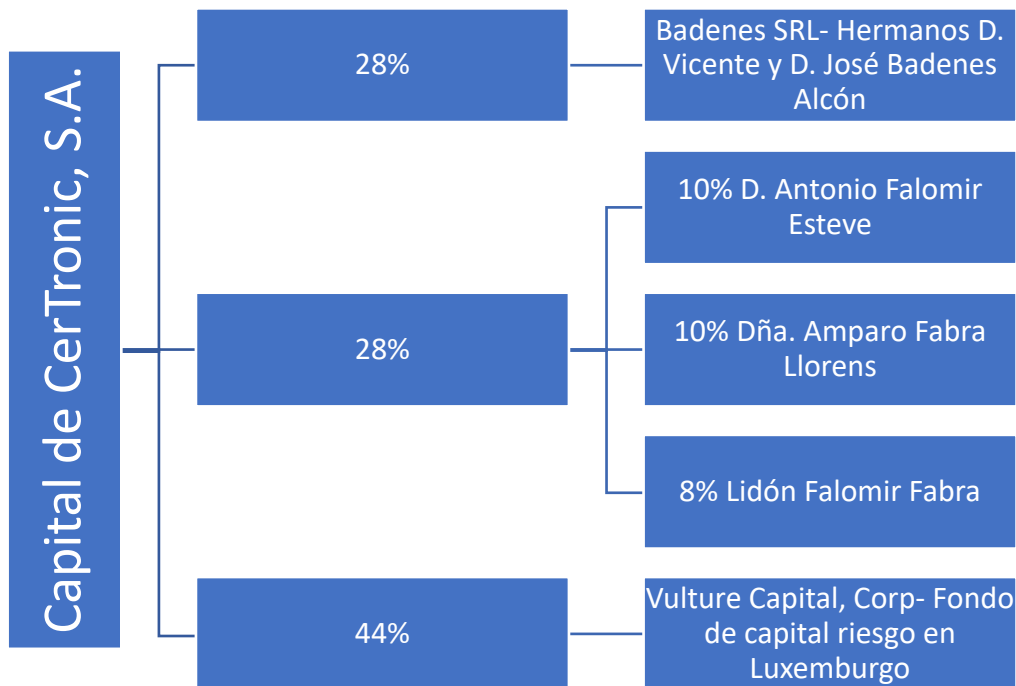 Capital de CerTronic, S.A.
28%
Badenes SRL- Hermanos D.
Vicente y D. José Badenes
Alcón
28%
10% D. Antonio Falomir
Esteve
10% Dña. Amparo Fabra
Llorens
8% Lidón Falomir Fabra
44%
Vulture Capital, Corp- Fondo
de capital riesgo en
Luxemburgo